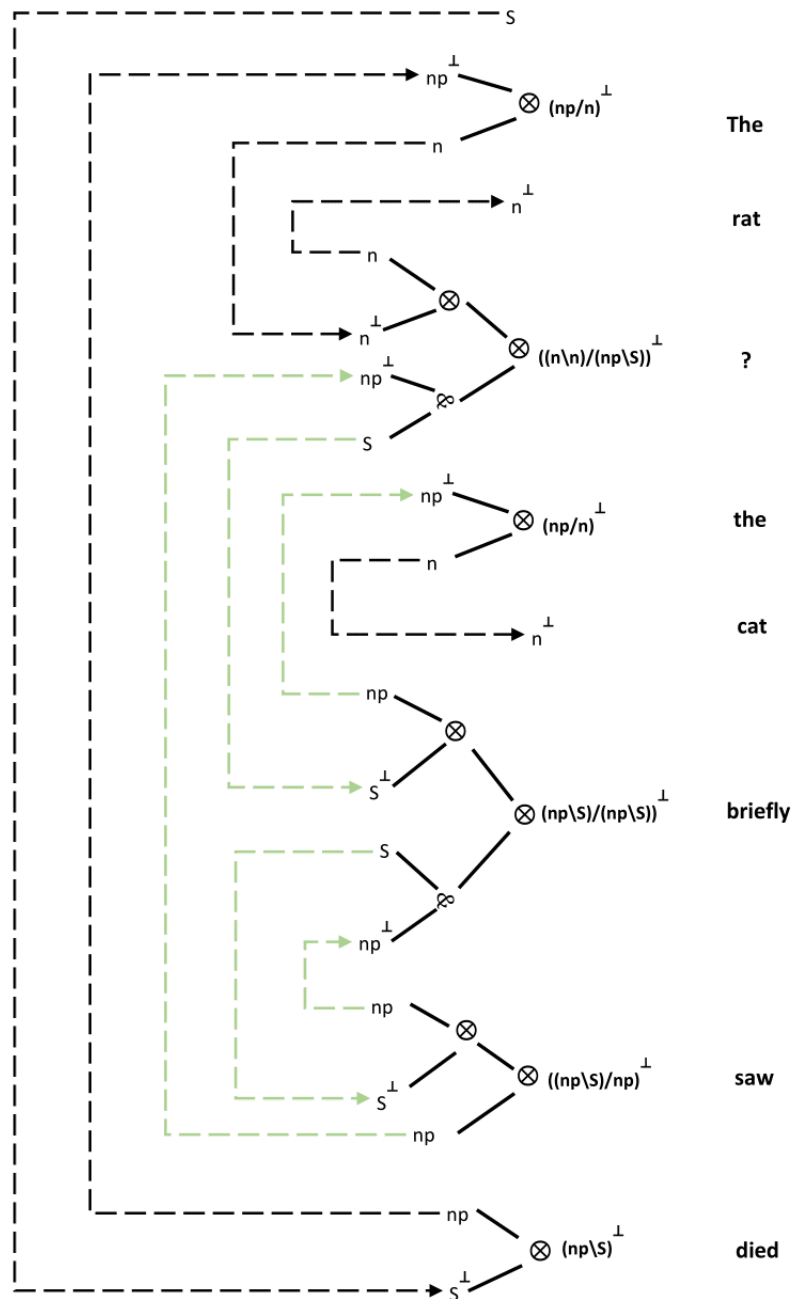 S
np⊥
⊗ (np/n)⊥
The
n
n⊥
rat
n
⊗
n⊥
⊗ ((n\n)/(np\S))⊥
?
np⊥
⅋
S
np⊥
⊗ (np/n)⊥
the
n
n⊥
cat
np
⊗
S⊥
⊗ (np\S)/(np\S))⊥
briefly
S
⅋
np⊥
np
⊗
⊗ ((np\S)/np)⊥
saw
S⊥
np
np
⊗ (np\S)⊥
died
S⊥